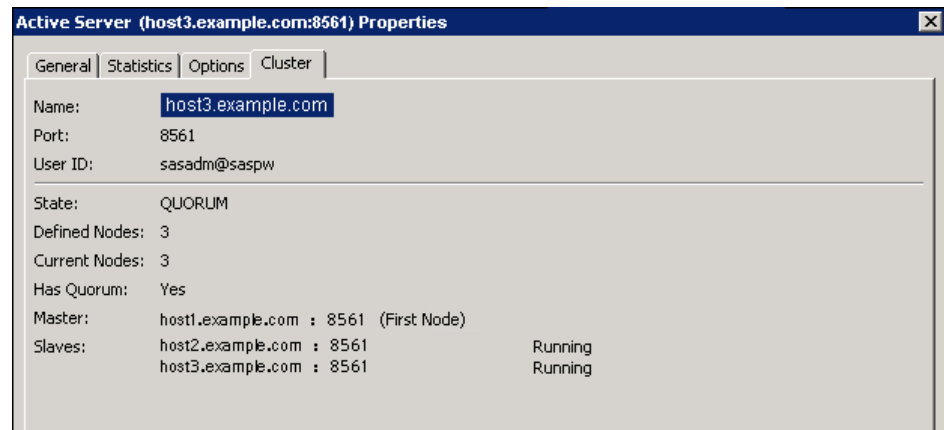 Active Server (host3.example.com:8561) Properties
General Statistics Options Cluster
Name: host3.example.com
Port: 8561
User ID: sasadm@saspw
State: QUORUM
Defined Nodes: 3
Current Nodes: 3
Has Quorum: Yes
Master: host1.example.com : 8561 (First Node)
Slaves: host2.example.com : 8561 Running
host3.example.com : 8561 Running